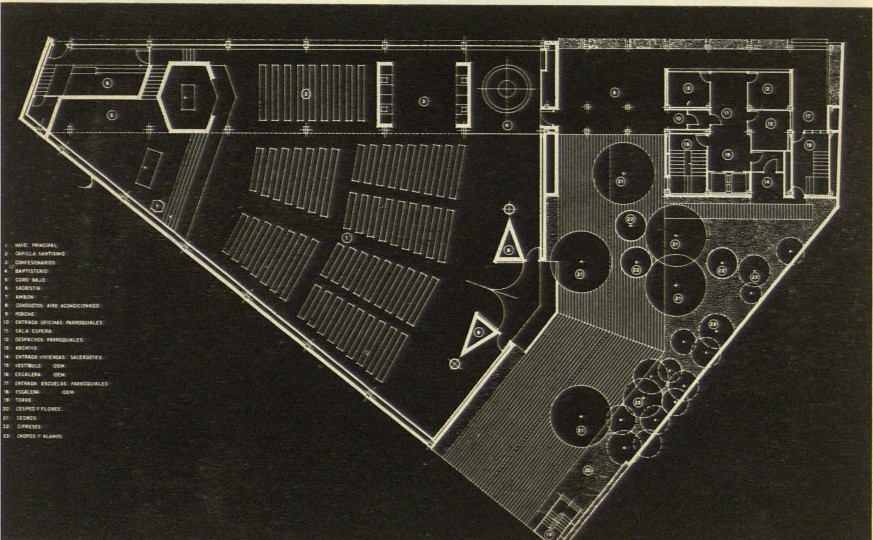 1 NAVE PRINCIPAL
2 CAPILLA SANTISIMO
3 CONFESONARIOS
4 BAPTISTERIO
5 CORO BAJO
6 SACRISTIA
7 AMBON
8 CONDUCTOS AIRE ACONDICIONADO
9 PORCHE
10 ENTRADA OFICINAS PARROQUIALES
11 SALA ESPERA
12 DESPACHOS PARROQUIALES
13 ARCHIVO
14 ENTRADA VIVIENDAS SACERDOTES
15 VESTIBULO IDEM
16 ESCALERA IDEM
17 ENTRADA ESCUELAS PARROQUIALES
18 ESCALERA IDEM
19 TORRE
20 CESPED Y FLORES
21 CEDROS
22 CIPRESES
23 CHOPOS Y ALAMOS